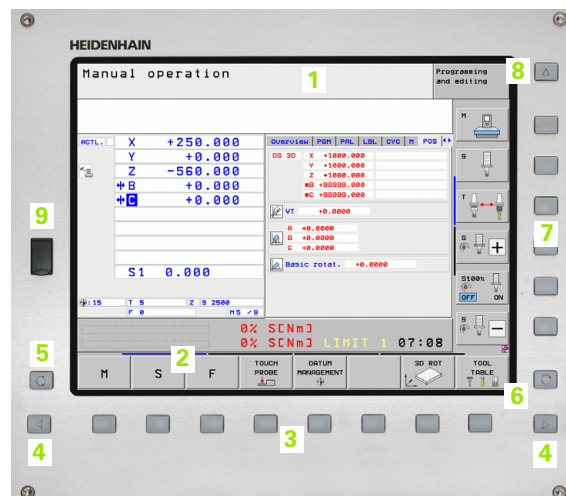 HEIDENHAIN
Manual operation
1
Programming
and editing
8
ACTL.
X +250.000
Y +0.000
Z -560.000
B +0.000
C +0.000
S1 0.000
Overview PGM PAL LBL CYC M POS
DG 3D X +1000.000
Y +1000.000
Z +1000.000
*B +99999.000
*C +99999.000
VT +0.0000
A +0.0000
B +0.0000
C +0.0000
Basic rotat. +0.0000
:15 T 5 Z S 2500
F 0 M5 / 9
0% S[Nm]
0% S[Nm] LIMIT 1 07:08
M
S
T
S
S100%
OFF ON
S
9
7
2
M
S
F
TOUCH
PROBE
DATUM
MANAGEMENT
3D ROT
TOOL
TABLE
5
6
4
3
4